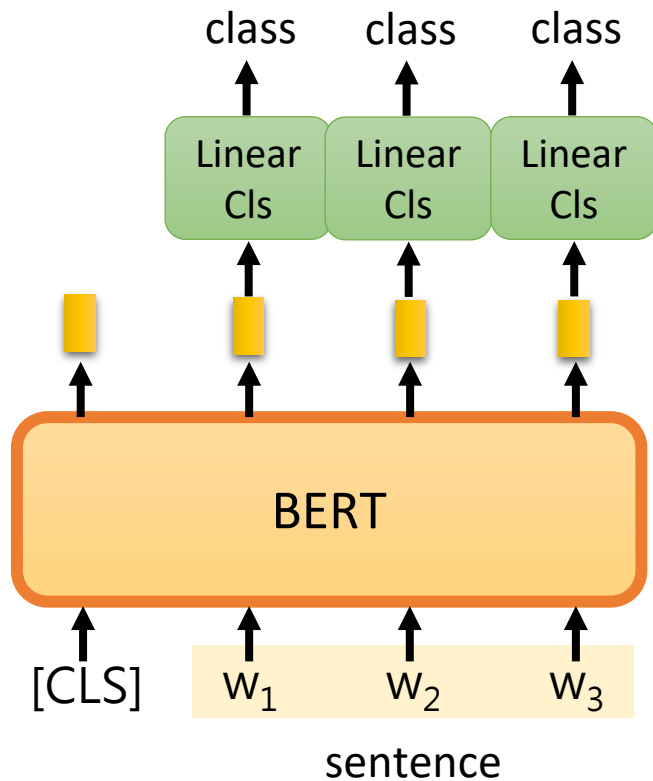 class class class
Linear Linear Linear
Cls Cls Cls
BERT
[CLS] w₁ w₂ w₃
sentence